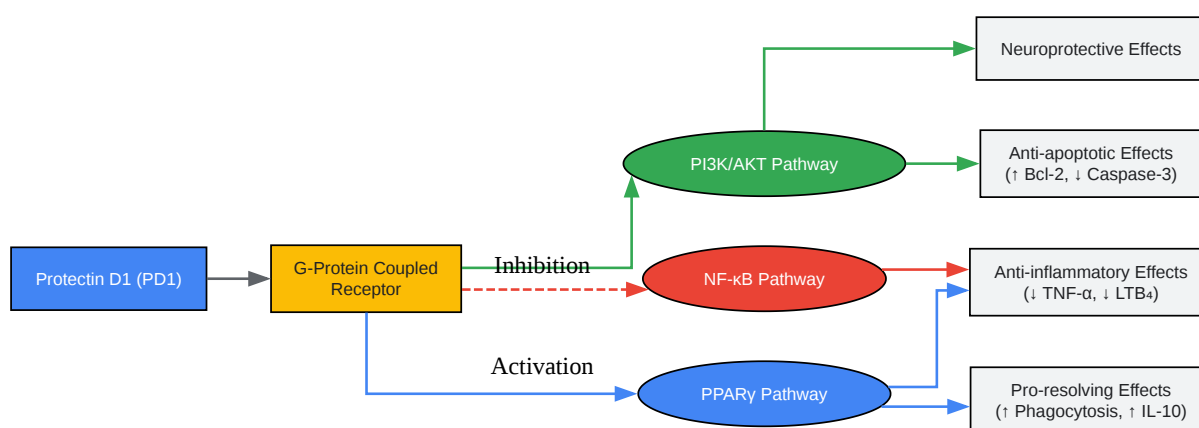 Neuroprotective Effects
PI3K/AKT Pathway
Anti-apoptotic Effects
(↑ Bcl-2, ↓ Caspase-3)
Protectin D1 (PD1)
G-Protein Coupled
Receptor
Inhibition
NF-κB Pathway
Anti-inflammatory Effects
(↓ TNF-α, ↓ LTB₄)
Activation
PPARγ Pathway
Pro-resolving Effects
(↑ Phagocytosis, ↑ IL-10)